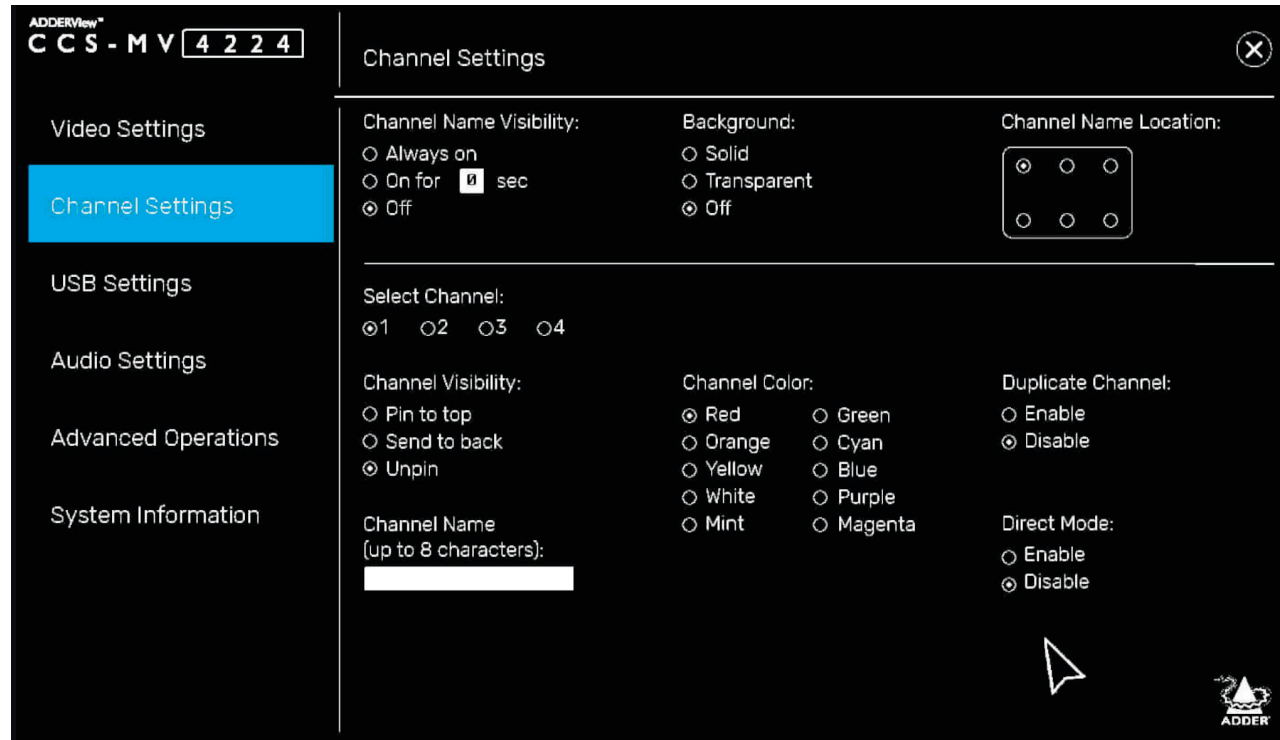 ADDERView™
CCS-MV 4224
Channel Settings
Video Settings
Channel Settings
USB Settings
Audio Settings
Advanced Operations
System Information
Channel Name Visibility:
Always on
On for 0 sec
Off
Background:
Solid
Transparent
Off
Channel Name Location:
Select Channel:
1 2 3 4
Channel Visibility:
Pin to top
Send to back
Unpin
Channel Name
(up to 8 characters):
Channel Color:
Red Green
Orange Cyan
Yellow Blue
White Purple
Mint Magenta
Duplicate Channel:
Enable
Disable
Direct Mode:
Enable
Disable
ADDER